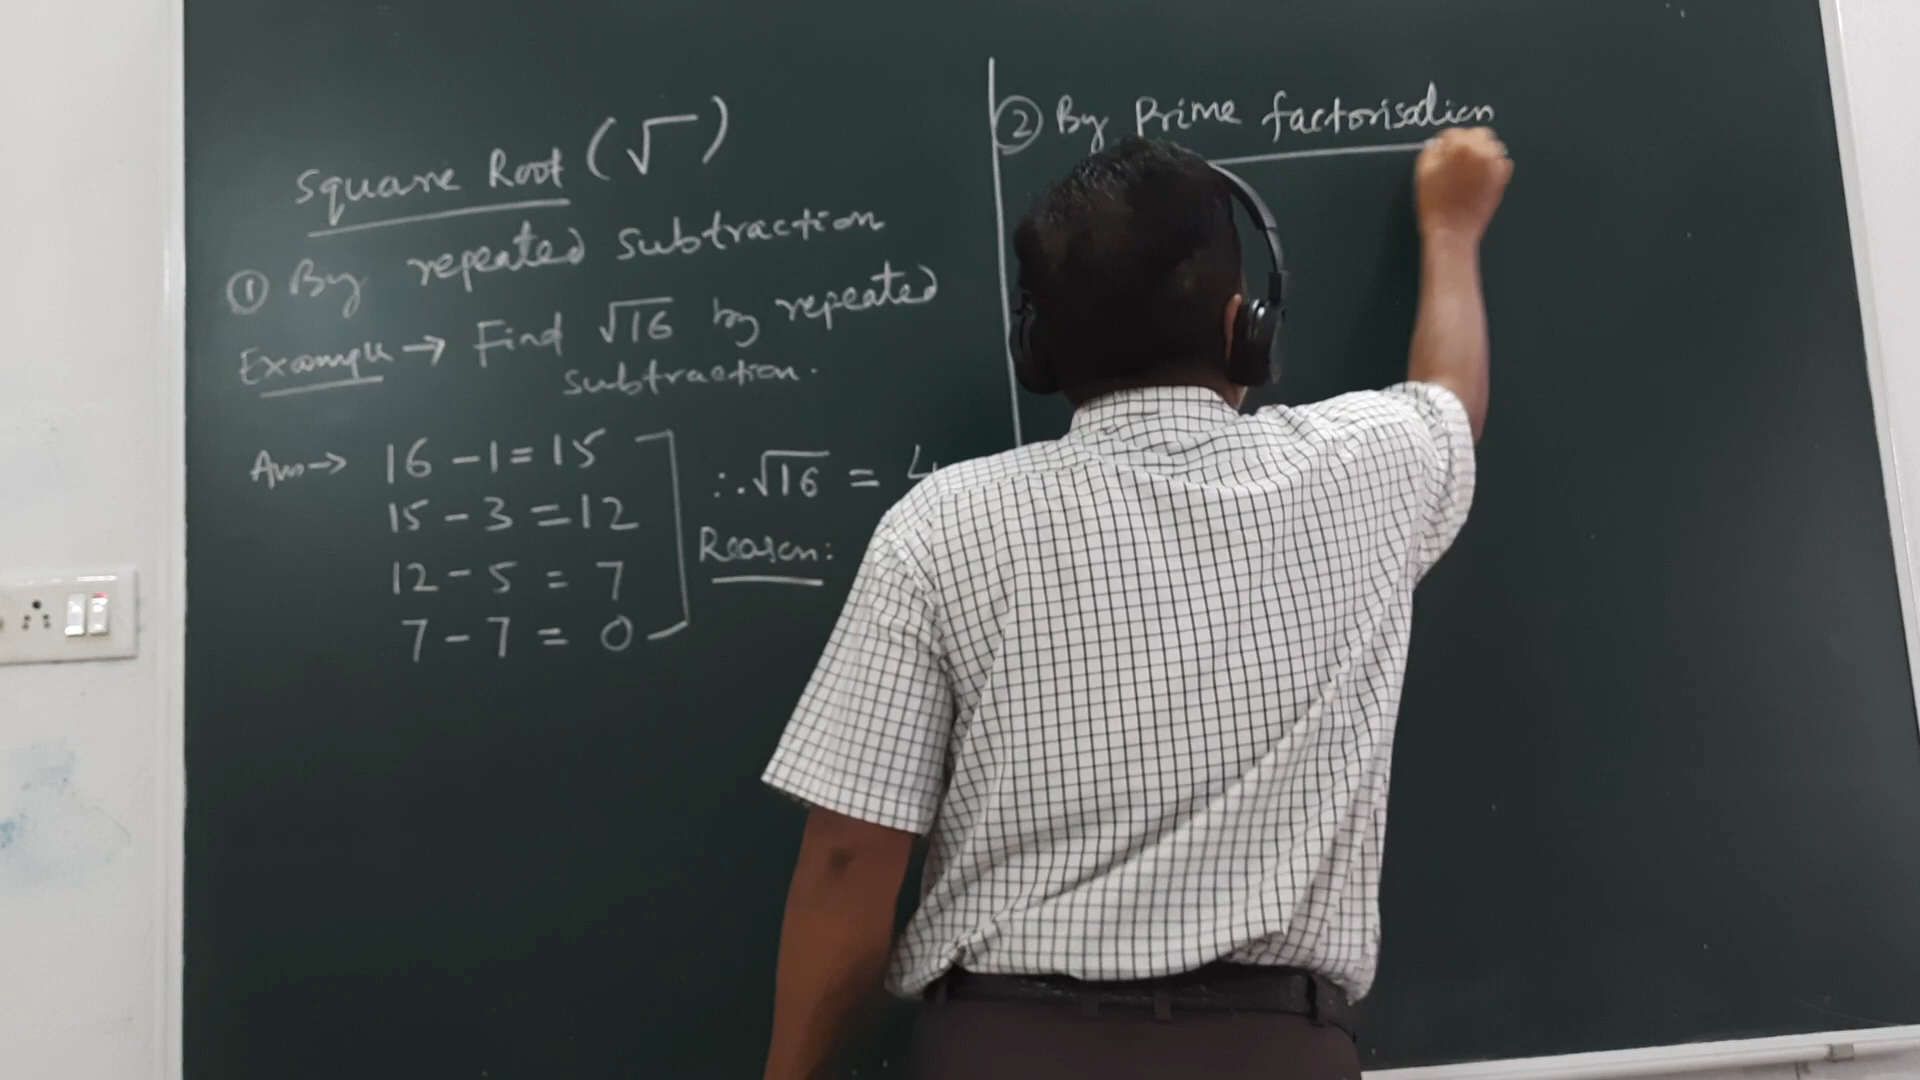 Square Root (√)
① By repeated subtraction
Example → Find √16 by repeated
subtraction.
Ans→ 16 - 1 = 15
15 - 3 = 12
12 - 5 = 7
7 - 7 = 0
∴ √16 = 4
Reason:
② By Prime factorisation